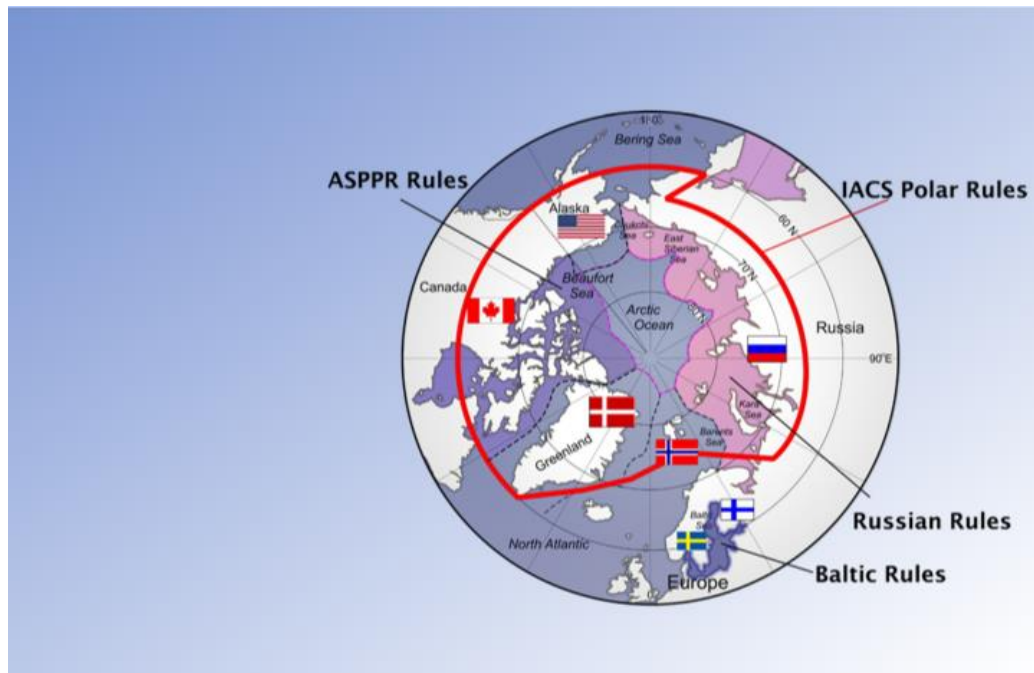 Bering Sea
ASPPR Rules
IACS Polar Rules
Alaska
Sea
East
Siberian
Sea
60 N
70°N
Beaufort
Sea
Canada
Arctic
Ocean
Russia
90°E
Kara
Sea
Barents
Sea
Greenland
North Atlantic
Russian Rules
Baltic Rules
Europe